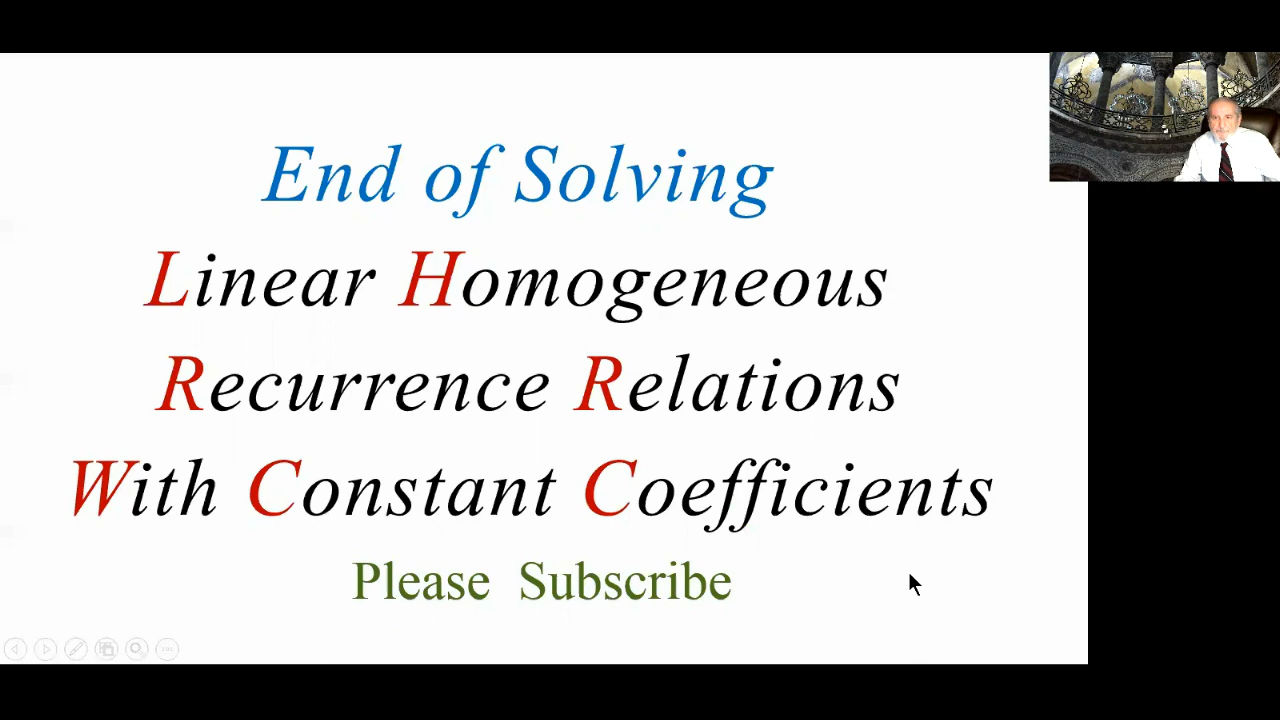 End of Solving
Linear Homogeneous
Recurrence Relations
With Constant Coefficients
Please Subscribe